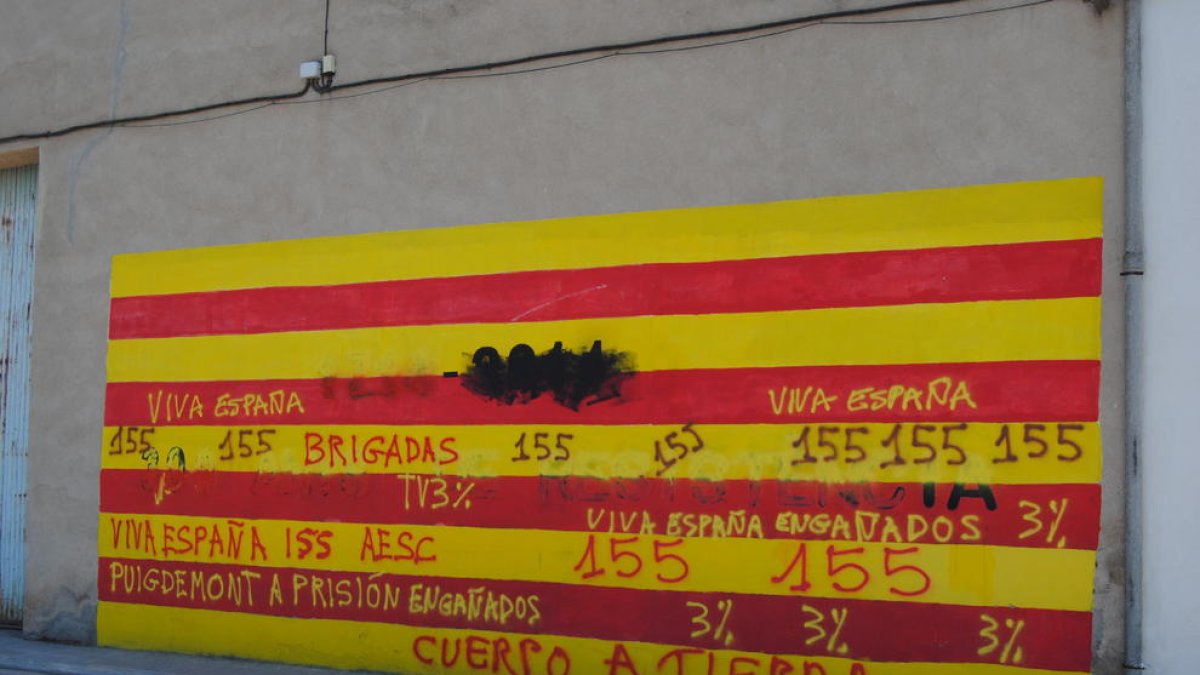 VIVA ESPAÑA VIVA ESPAÑA
155 155 BRIGADAS 155 155 155 155 155
TV3% RESISTENCIA
VIVA ESPAÑA ENGAÑADOS 3%
VIVA ESPAÑA 155 AESC 155 155
PUIGDEMONT A PRISIÓN ENGAÑADOS 3% 3% 3%
CUERPO A TIERRA